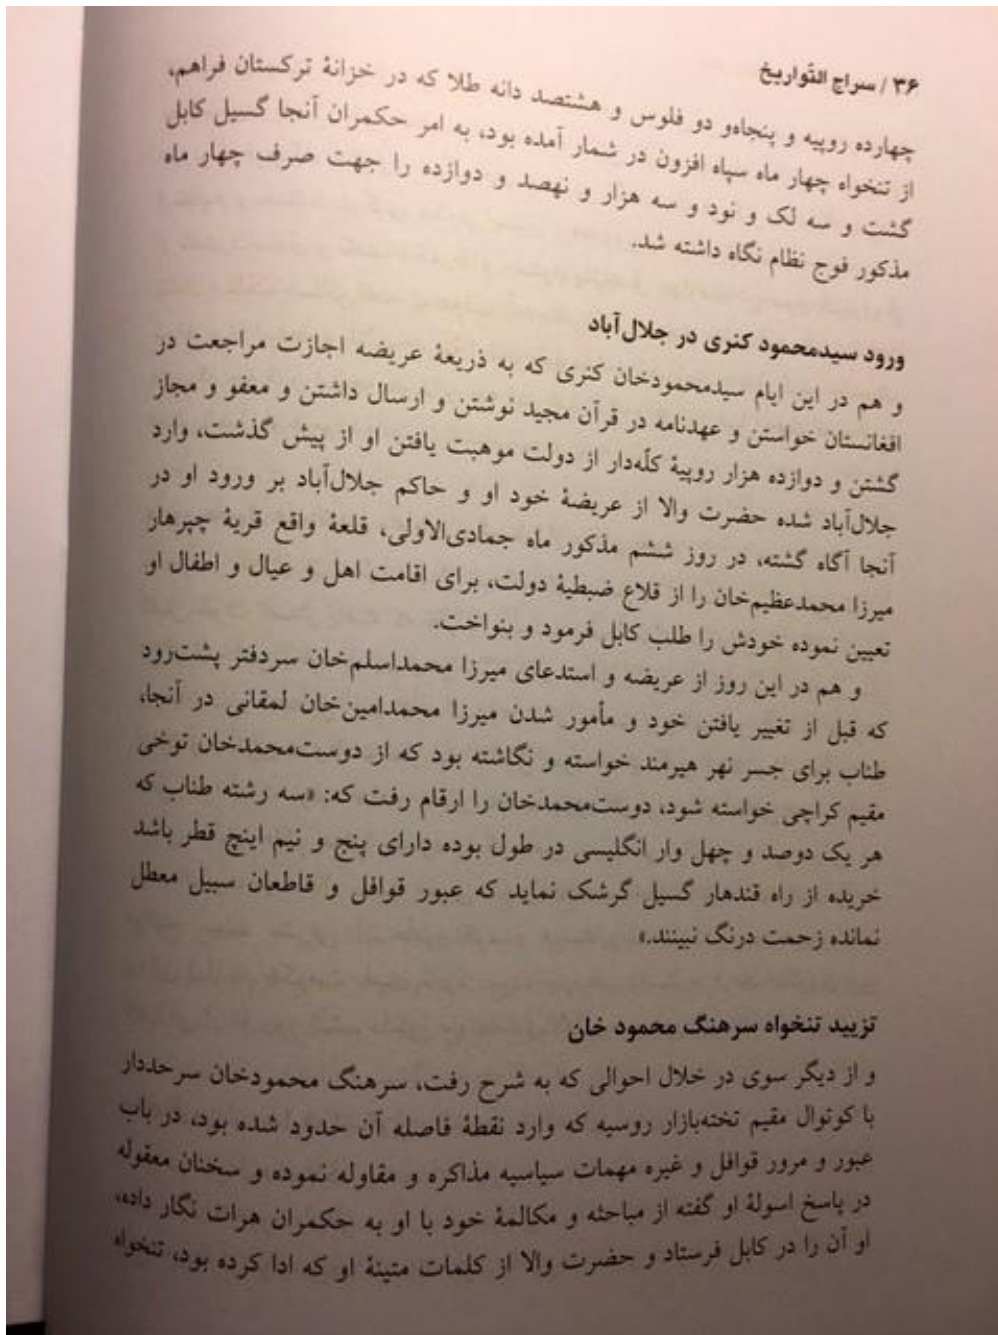 ۳۶ / سراج التّواریخ
چهارده روپیه و پنجاه‌و دو فلوس و هشتصد دانه طلا که در خزانهٔ ترکستان فراهم،
از تنخواه چهار ماه سپاه افزون در شمار آمده بود، به امر حکمران آنجا گسیل کابل
گشت و سه لک و نود و سه هزار و نهصد و دوازده را جهت صرف چهار ماه
مذکور فوج نظام نگاه داشته شد.
ورود سیدمحمود کنری در جلال‌آباد
و هم در این ایام سیدمحمودخان کنری که به ذریعهٔ عریضه اجازت مراجعت در
افغانستان خواستن و عهدنامه در قرآن مجید نوشتن و ارسال داشتن و معفو و مجاز
گشتن و دوازده هزار روپیهٔ کلّه‌دار از دولت موهبت یافتن او از پیش گذشت، وارد
جلال‌آباد شده حضرت والا از عریضهٔ خود او و حاکم جلال‌آباد بر ورود او در
آنجا آگاه گشته، در روز ششم مذکور ماه جمادی‌الاولی، قلعهٔ واقع قریهٔ چپرهار
میرزا محمدعظیم‌خان را از قلاع ضبطیهٔ دولت، برای اقامت اهل و عیال و اطفال او
تعیین نموده خودش را طلب کابل فرمود و بنواخت.
و هم در این روز از عریضه و استدعای میرزا محمداسلم‌خان سردفتر پشت‌رود
که قبل از تغییر یافتن خود و مأمور شدن میرزا محمدامین‌خان لمقانی در آنجا،
طناب برای جسر نهر هیرمند خواسته و نگاشته بود که از دوست‌محمدخان توخی
مقیم کراچی خواسته شود، دوست‌محمدخان را ارقام رفت که: «سه رشته طناب که
هر یک دوصد و چهل وار انگلیسی در طول بوده دارای پنج و نیم اینچ قطر باشد
خریده از راه قندهار گسیل گرشک نماید که عبور قوافل و قاطعان سبیل معطل
نمانده زحمت درنگ نبینند.»
تزیید تنخواه سرهنگ محمود خان
و از دیگر سوی در خلال احوالی که به شرح رفت، سرهنگ محمودخان سرحددار
با کوتوال مقیم تخته‌بازار روسیه که وارد نقطهٔ فاصله آن حدود شده بود، در باب
عبور و مرور قوافل و غیره مهمات سیاسیه مذاکره و مقاوله نموده و سخنان معقوله
در پاسخ اسولهٔ او گفته از مباحثه و مکالمهٔ خود با او به حکمران هرات نگار داده،
او آن را در کابل فرستاد و حضرت والا از کلمات متینهٔ او که ادا کرده بود، تنخواه